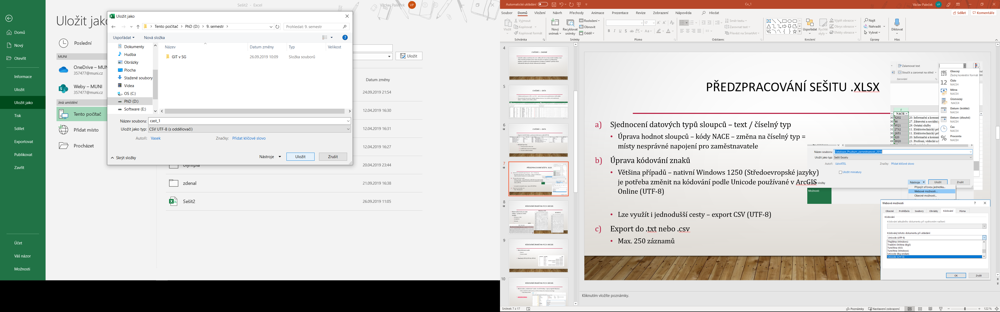 Sešit2 - Excel
Václav Paleček
VP
Uložit jako
Domů
Nový
Otevřít
Informace
Uložit
Uložit jako
Tisk
Sdílet
Exportovat
Publikovat
Zavřít
Účet
Váš názor
Možnosti
Poslední
MUNI
OneDrive – MUNI
357477@muni.cz
Weby – MUNI
357477@muni.cz
Jiná umístění
Tento počítač
Přidat místo
Procházet
Uložit
Datum změny
24.09.2019 21:54
12.04.2019 16:30
12.04.2019 16:31
12.04.2019 16:27
olympia
20.04.2019 23:44
zdenal
21.09.2019 16:38
Sešit2
26.09.2019 11:05
Uložit jako
Tento počítač > PhD (D:) > 9. semestr >
Prohledat: 9. semestr
Uspořádat
Nová složka
Dokumenty
Hudba
Obrázky
Plocha
Stažené soubory
Videa
OS (C:)
PhD (D:)
Software (E:)
Název
Datum změny
Typ
Velikost
GIT v SG
26.09.2019 10:09
Složka souborů
Název souboru: cast_1
Uložit jako typ: CSV UTF-8 (s oddělovači)
Autoři: Vasek
Značky: Přidat klíčové slovo
Skrýt složky
Nástroje
Uložit
Zrušit
Automatické ukládání
Cv_1
Václav Paleček
VP
Soubor Domů Vložení Návrh Přechody Animace Prezentace Revize Zobrazení Nápověda Hledat
Sdílet
Komentáře
Vložit
Vyjmout
Kopírovat
Kopírovat formát
Schránka
Nový snímek
Recyklovat snímky
Rozložení
Obnovit
Oddíl
Snímky
17
Písmo
Směr textu
Zarovnat text
Převést na SmartArt
Odstavec
Uspořádat
Rychlé styly
Výplň obrazce
Obrys obrazce
Efekty obrazce
Kreslení
Najít
Nahradit
Vybrat
Úpravy
Diktovat
Hlas
4
CVIČENÍ 1 - ZADÁNÍ
5
CVIČENÍ 1 - DATA
6
CVIČENÍ 1 - DATA
7
PŘEDZPRACOVÁNÍ SEŠITU .XLSX
8
KÓDOVÁNÍ ZNAKŮ NA PC/V ARCGIS
9
KÓDOVÁNÍ ZNAKŮ NA PC/V ARCGIS
10
KÓDOVÁNÍ ZNAKŮ NA PC/V ARCGIS
PŘEDZPRACOVÁNÍ SEŠITU .XLSX
a) Sjednocení datových typů sloupců – text / číselný typ
• Úprava hodnot sloupců – kódy NACE – změna na číselný typ =
místy nesprávné napojení pro zaměstnavatele
b) Úprava kódování znaků
• Většina případů – nativní Windows 1250 (Středoevropské jazyky)
je potřeba změnit na kódování podle Unicode používané v ArcGIS
Online (UTF-8)
• Lze využít i jednodušší cesty – export CSV (UTF-8)
c) Export do .txt nebo .csv
• Max. 250 záznamů
Zalamovat text
Sloučit a zarovnat na střed
Zarovnání
ABC
123
Obecný
Žádný konkrétní formát
12
Číslo
NACE4
Měna
NACE4
Účetnický
NACE4
Datum (krátké)
NACE4
Datum (dlouhé)
NACE4
Čas
NACE4
%
Procenta
NACE4
F
NACE
6202
20. Informační a komuni
86
27. Zdravotní a sociální
9521
29. Ostatní služby
2732
11. Elektrotechnický prů
2651
11. Elektrotechnický prů
620
20. Informační a komuni
6920
23. Profesní, vědecké a t
Název souboru: Databaze_Pruzkum_zamestnanosti_2016
Uložit jako typ: Sešit Excelu
Autoři: UzivATEL
Značky: Přidat klíčové slovo
Uložit miniatury
složky
Nástroje
Uložit
Zrušit
Možnosti
Připojit síťovou jednotku...
Webové možnosti...
Obecné možnosti...
Webové možnosti
Obecné Prohlížeče Soubory Obrázky Kódování Písma
Kódování
Kódování aktuálního dokumentu při opětovném načtení:
Kódování tohoto dokumentu při ukládání:
Unicode (UTF-8)
Thajština (Windows)
Tradiční čínština (Big5)
Turečtina (ISO)
Turečtina (Windows)
Unicode (Big endian)
Unicode (UTF-8)
OK
Zrušit
Kliknutím vložíte poznámky.
Snímek 7 z 17
Poznámky
Nastavení zobrazení
122 %